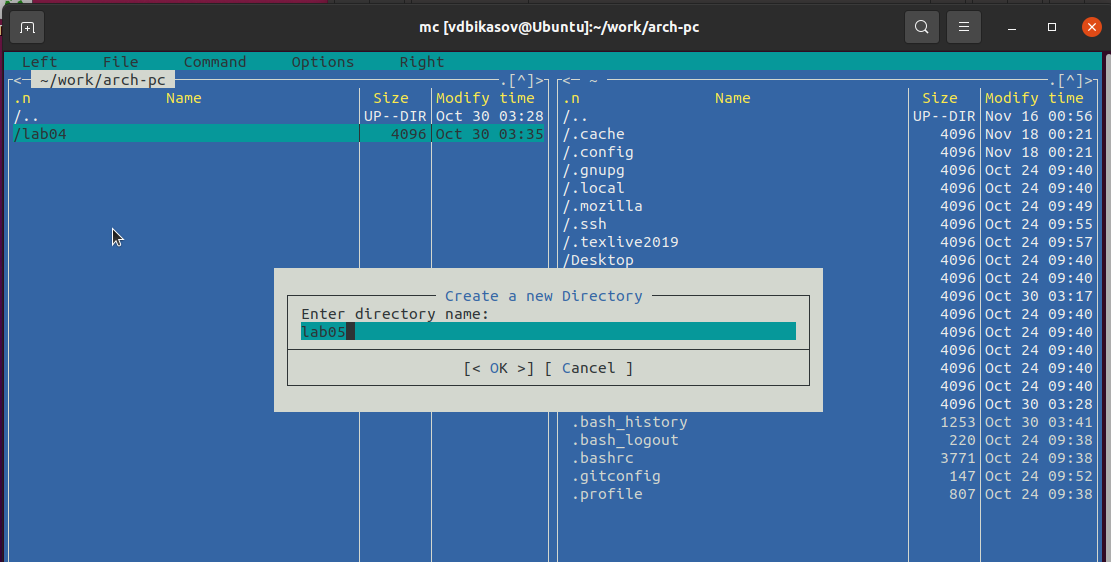 mc [vdbikasov@Ubuntu]:~/work/arch-pc
Left File Command Options Right
<─ ~/work/arch-pc ─.[^]>
.n Name Size Modify time
/.. UP--DIR Oct 30 03:28
/lab04 4096 Oct 30 03:35
<─ ~ ─.[^]>
.n Name Size Modify time
/.. UP--DIR Nov 16 00:56
/.cache 4096 Nov 18 00:21
/.config 4096 Nov 18 00:21
/.gnupg 4096 Oct 24 09:40
/.local 4096 Oct 24 09:40
/.mozilla 4096 Oct 24 09:49
/.ssh 4096 Oct 24 09:55
/.texlive2019 4096 Oct 24 09:57
/Desktop 4096 Oct 24 09:40
4096 Oct 24 09:40
4096 Oct 30 03:17
4096 Oct 24 09:40
4096 Oct 24 09:40
4096 Oct 24 09:40
4096 Oct 24 09:40
4096 Oct 24 09:40
4096 Oct 30 03:28
.bash_history 1253 Oct 30 03:41
.bash_logout 220 Oct 24 09:38
.bashrc 3771 Oct 24 09:38
.gitconfig 147 Oct 24 09:52
.profile 807 Oct 24 09:38
Create a new Directory
Enter directory name:
lab05
[< OK >] [ Cancel ]